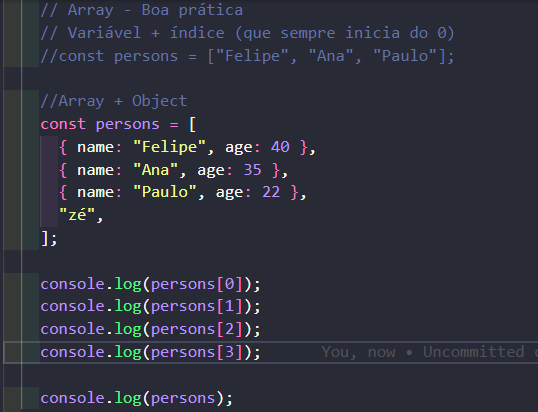 // Array - Boa prática
// Variável + índice (que sempre inicia do 0)
//const persons = ["Felipe", "Ana", "Paulo"];
//Array + Object
const persons = [
{ name: "Felipe", age: 40 },
{ name: "Ana", age: 35 },
{ name: "Paulo", age: 22 },
"zé",
];
console.log(persons[0]);
console.log(persons[1]);
console.log(persons[2]);
console.log(persons[3]); You, now • Uncommitted
console.log(persons);